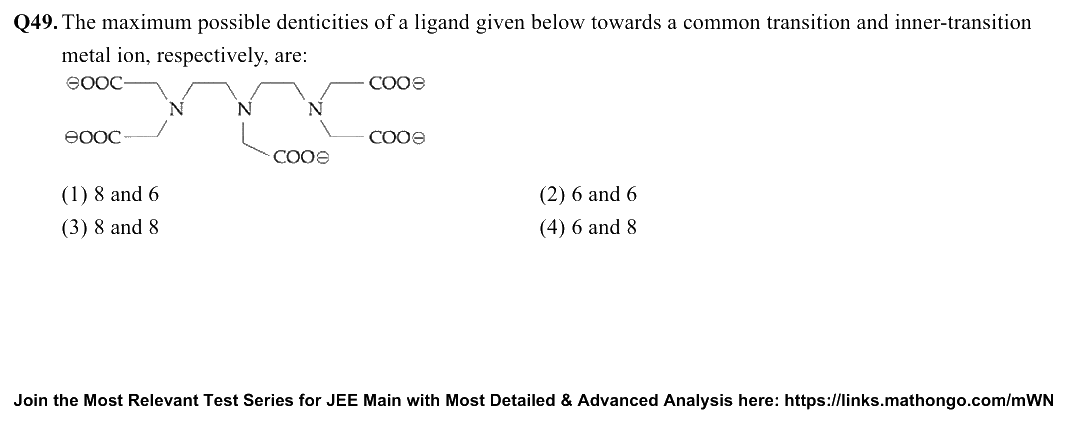 Q49. The maximum possible denticities of a ligand given below towards a common transition and inner-transition
metal ion, respectively, are:
⊖OOC COO⊖
N N N
⊖OOC COO⊖
COO⊖
(1) 8 and 6 (2) 6 and 6
(3) 8 and 8 (4) 6 and 8
Join the Most Relevant Test Series for JEE Main with Most Detailed & Advanced Analysis here: https://links.mathongo.com/mWN